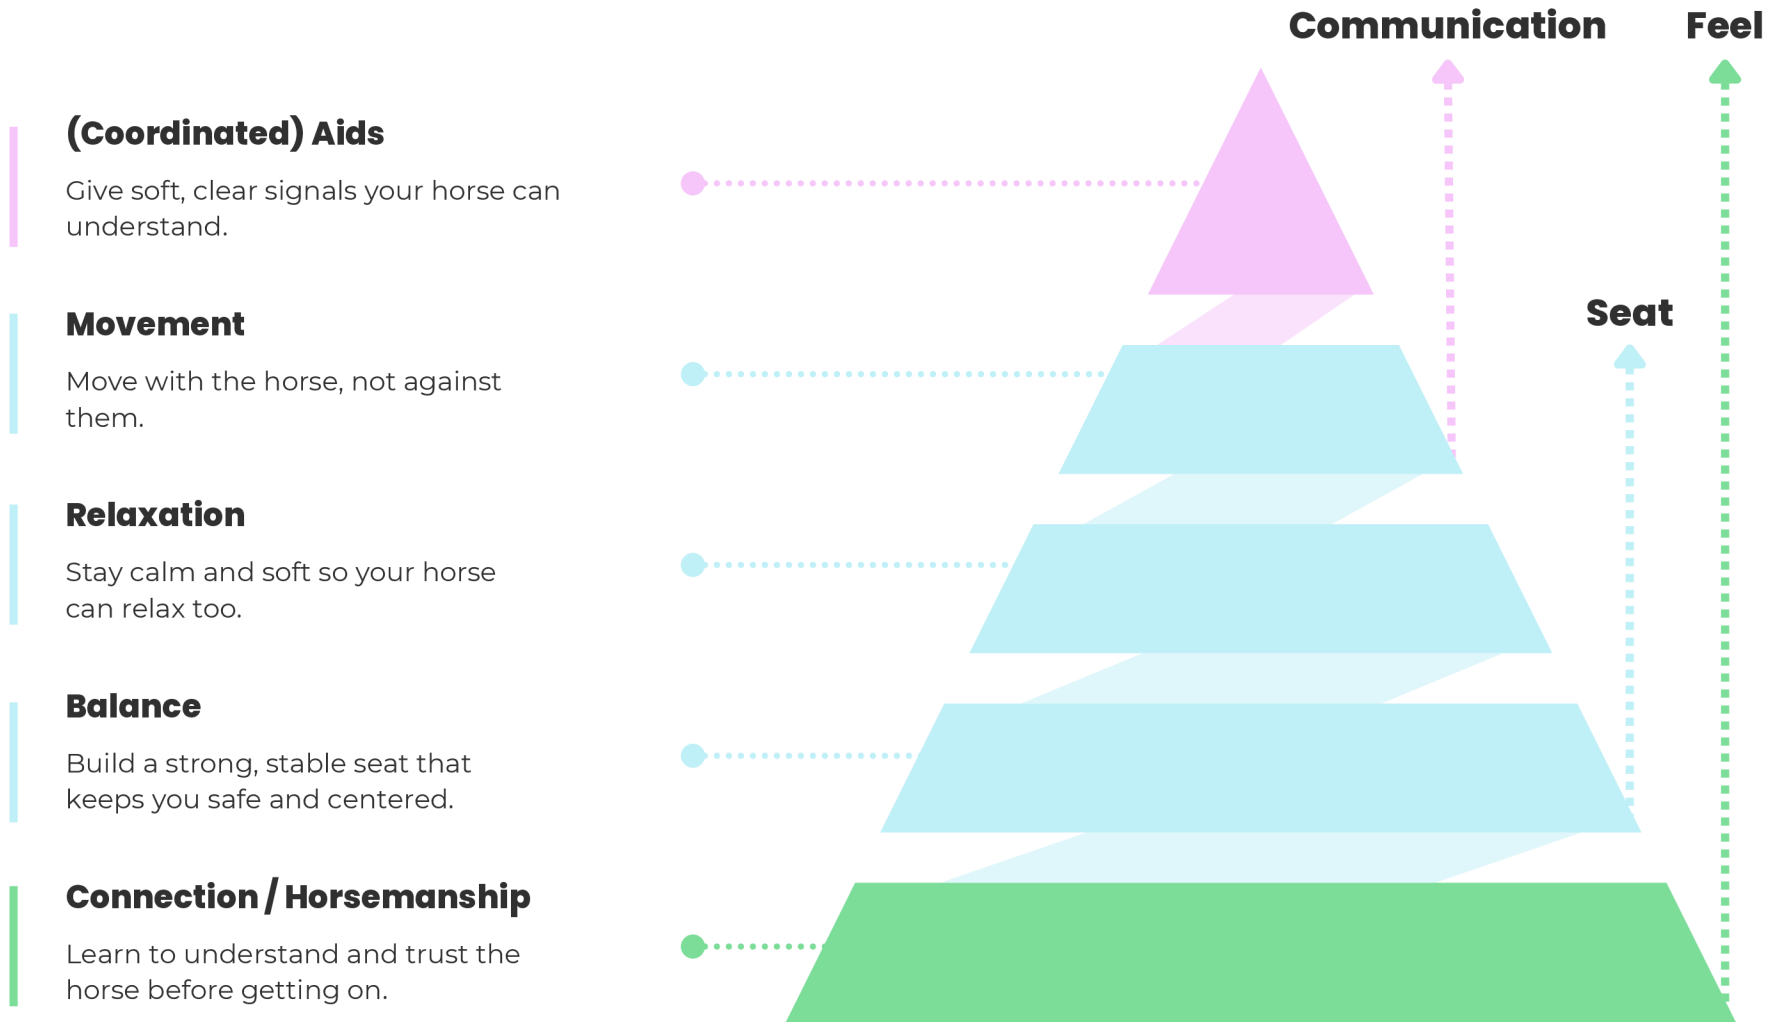 Communication
Feel
(Coordinated) Aids
Give soft, clear signals your horse can
understand.
Seat
Movement
Move with the horse, not against
them.
Relaxation
Stay calm and soft so your horse
can relax too.
Balance
Build a strong, stable seat that
keeps you safe and centered.
Connection / Horsemanship
Learn to understand and trust the
horse before getting on.